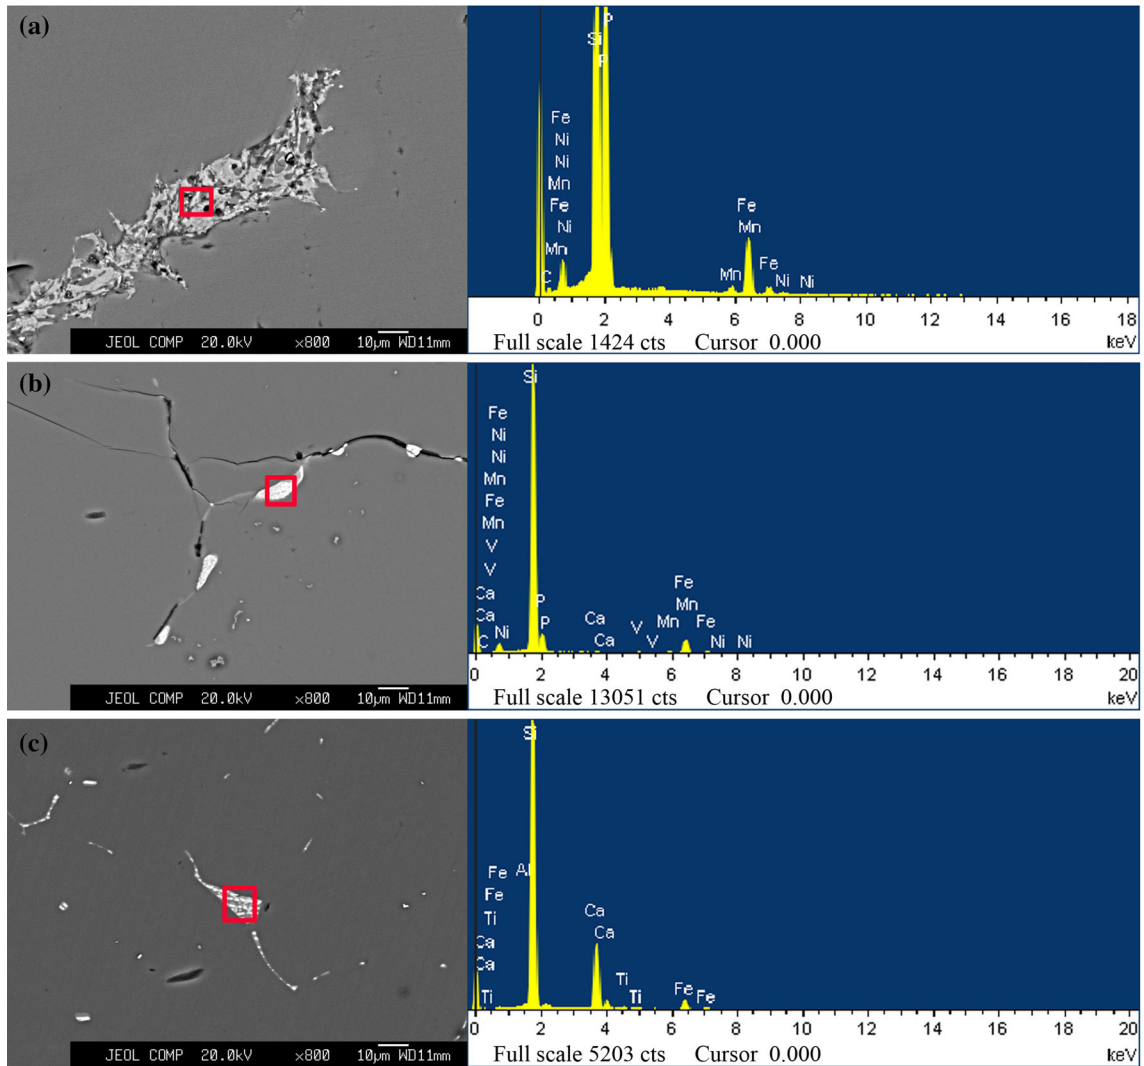 (a)
P
Si
P
Fe
Ni
Ni
Mn
Fe
Ni
Mn
C
Fe
Mn
Mn
Fe
Ni
Ni
0 2 4 6 8 10 12 14 16 18
Full scale 1424 cts Cursor 0.000
keV
JEOL COMP 20.0kV ×800 10µm WD11mm
(b)
Si
Fe
Ni
Ni
Mn
Fe
Mn
V
V
Ca
Ca
C
Ni
P
P
Ca
Ca
V
V
Mn
Fe
Mn
Fe
Ni
Ni
0 2 4 6 8 10 12 14 16 18 20
Full scale 13051 cts Cursor 0.000
keV
JEOL COMP 20.0kV ×800 10µm WD11mm
(c)
Si
Al
Fe
Fe
Ti
Ca
Ca
Ti
Ca
Ca
Ti
Ti
Fe
Fe
0 2 4 6 8 10 12 14 16 18 20
Full scale 5203 cts Cursor 0.000
keV
JEOL COMP 20.0kV ×800 10µm WD11mm